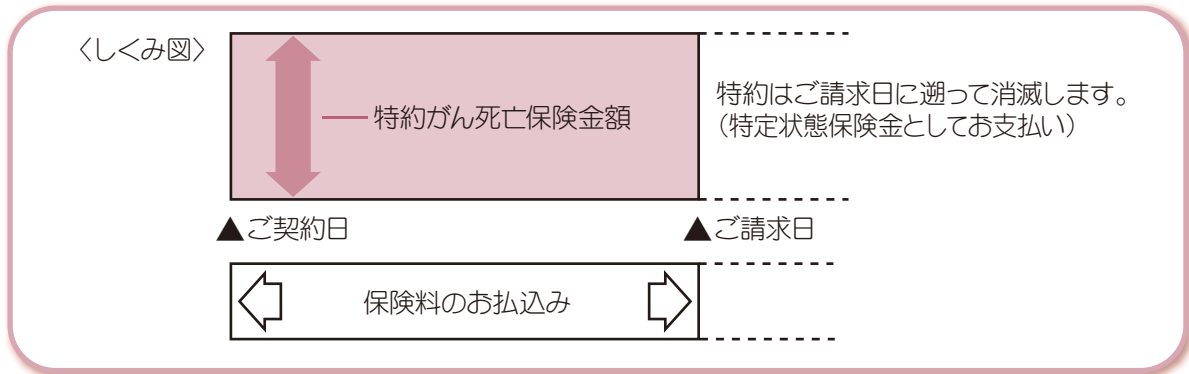 〈しくみ図〉
特約がん死亡保険金額
特約はご請求日に遡って消滅します。
（特定状態保険金としてお支払い）
▲ご契約日
▲ご請求日
保険料のお払込み